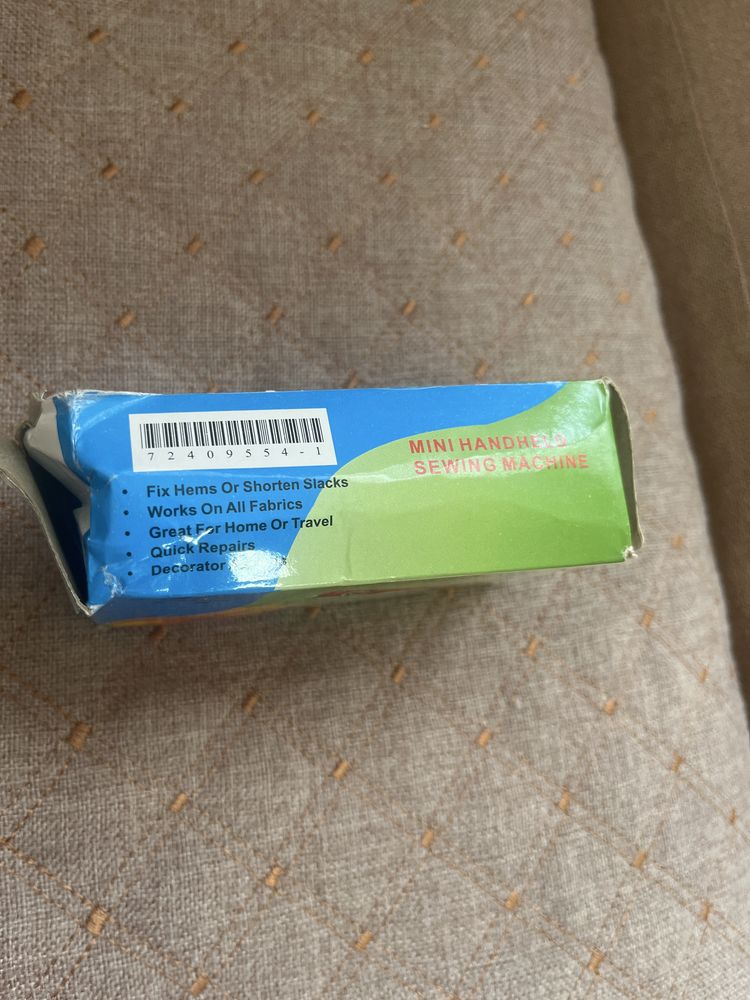 72409554-1
• Fix Hems Or Shorten Slacks
• Works On All Fabrics
• Great For Home Or Travel
• Quick Repairs
• Decorator
MINI HANDHELD
SEWING MACHINE